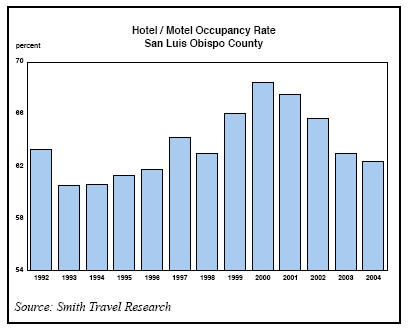 Hotel / Motel Occupancy Rate
San Luis Obispo County
percent
70
66
62
58
54
1992 1993 1994 1995 1996 1997 1998 1999 2000 2001 2002 2003 2004
Source: Smith Travel Research